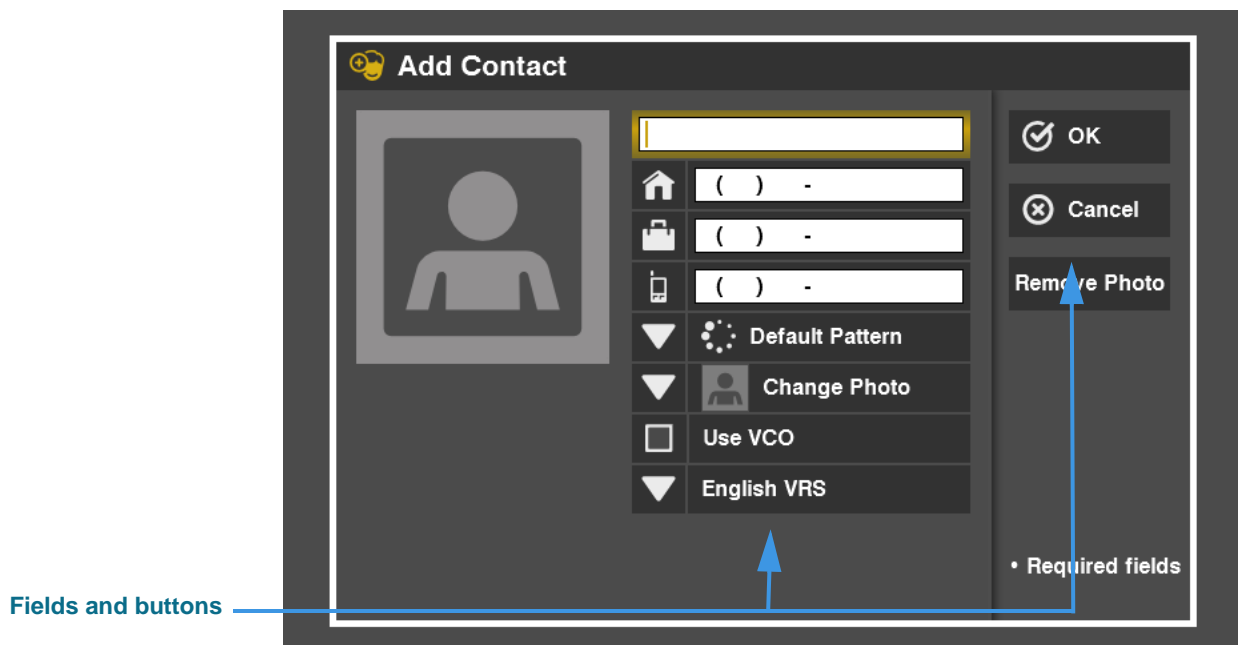 Add Contact
( ) -
( ) -
( ) -
Default Pattern
Change Photo
Use VCO
English VRS
OK
Cancel
Remove Photo
• Required fields
Fields and buttons